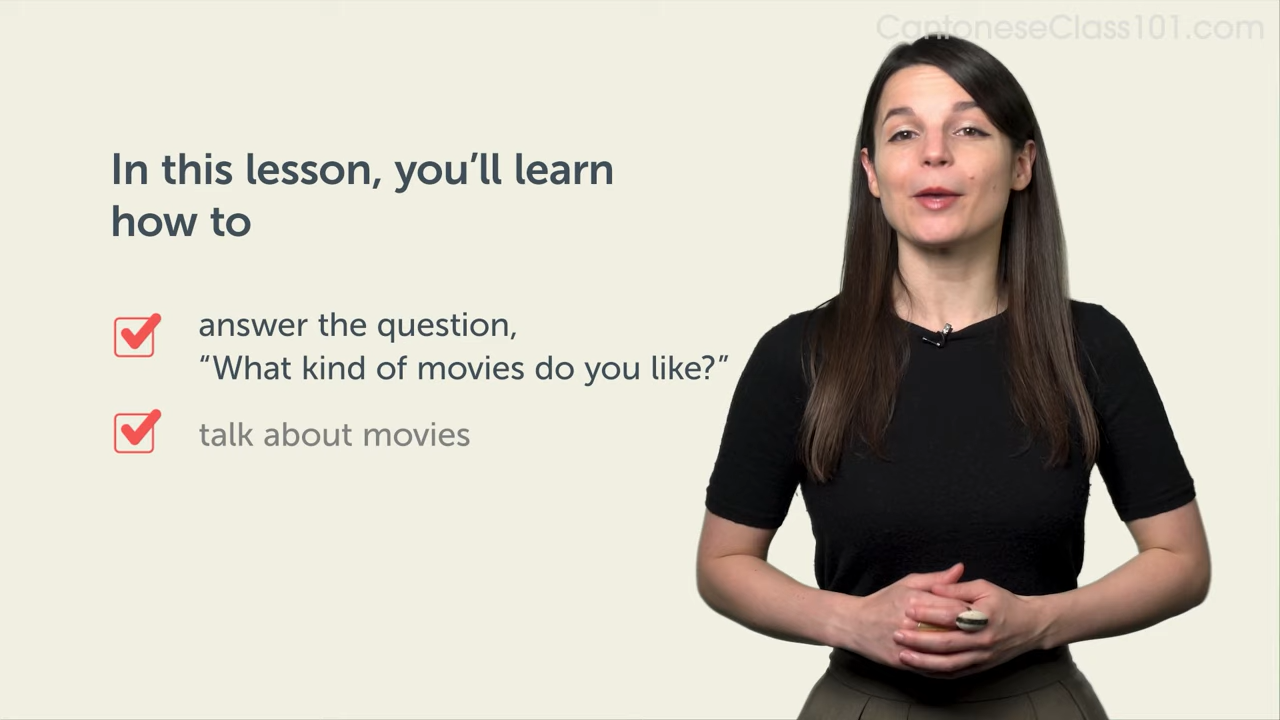 CantoneseClass101.com
In this lesson, you’ll learn
how to
answer the question,
“What kind of movies do you like?”
talk about movies